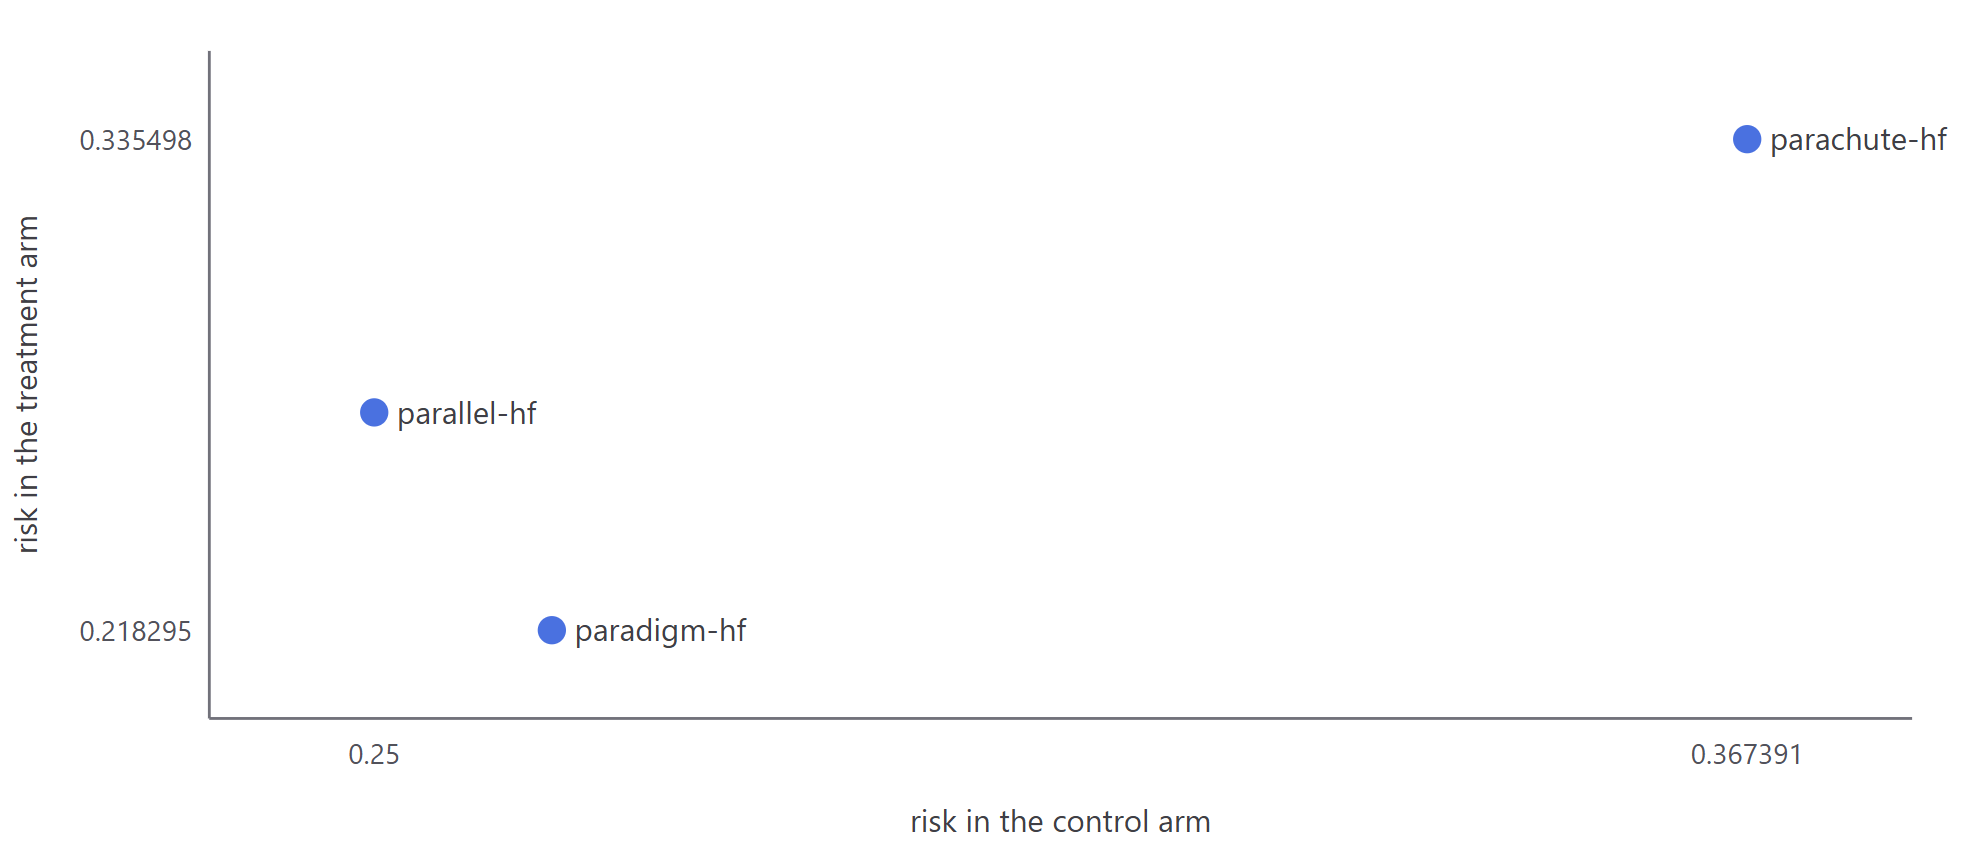 0.335498
parachute-hf
risk in the treatment arm
parallel-hf
0.218295
paradigm-hf
0.25
0.367391
risk in the control arm